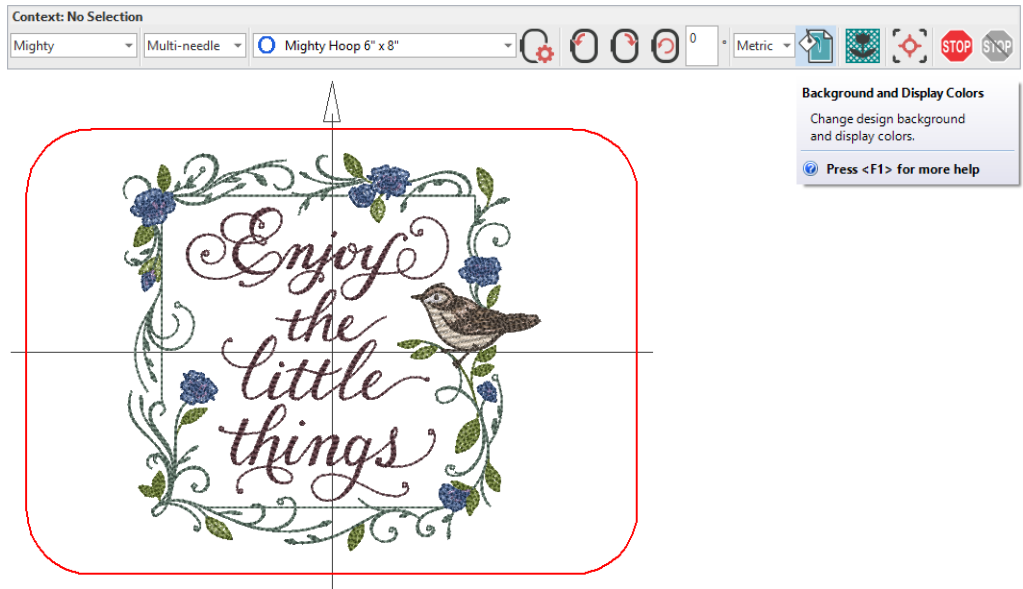 Context: No Selection
Mighty Multi-needle Mighty Hoop 6" x 8" 0 ° Metric STOP STOP
Background and Display Colors
Change design background
and display colors.
Press <F1> for more help
Enjoy
the
little
things